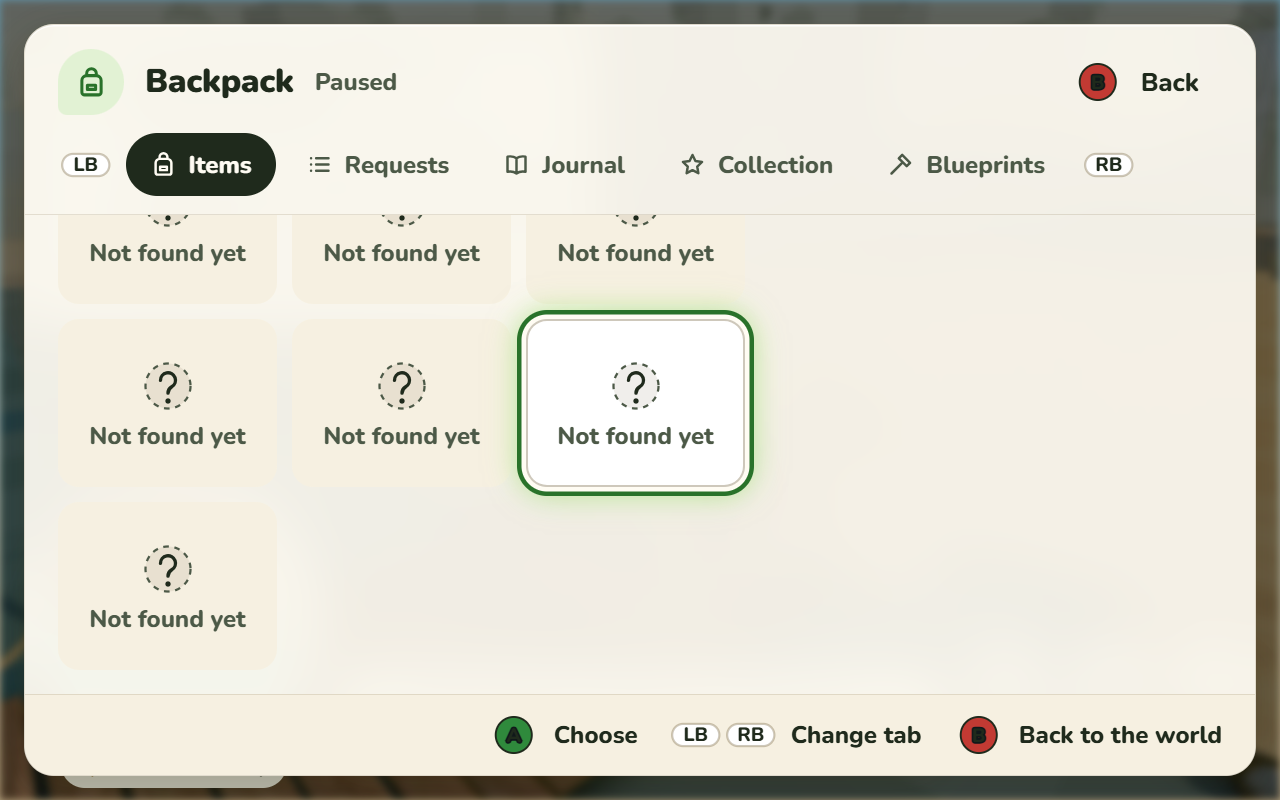 Backpack Paused
B Back
LB Items Requests Journal Collection Blueprints RB
Not found yet Not found yet Not found yet
? ? ?
Not found yet Not found yet Not found yet
?
Not found yet
A Choose LB RB Change tab B Back to the world